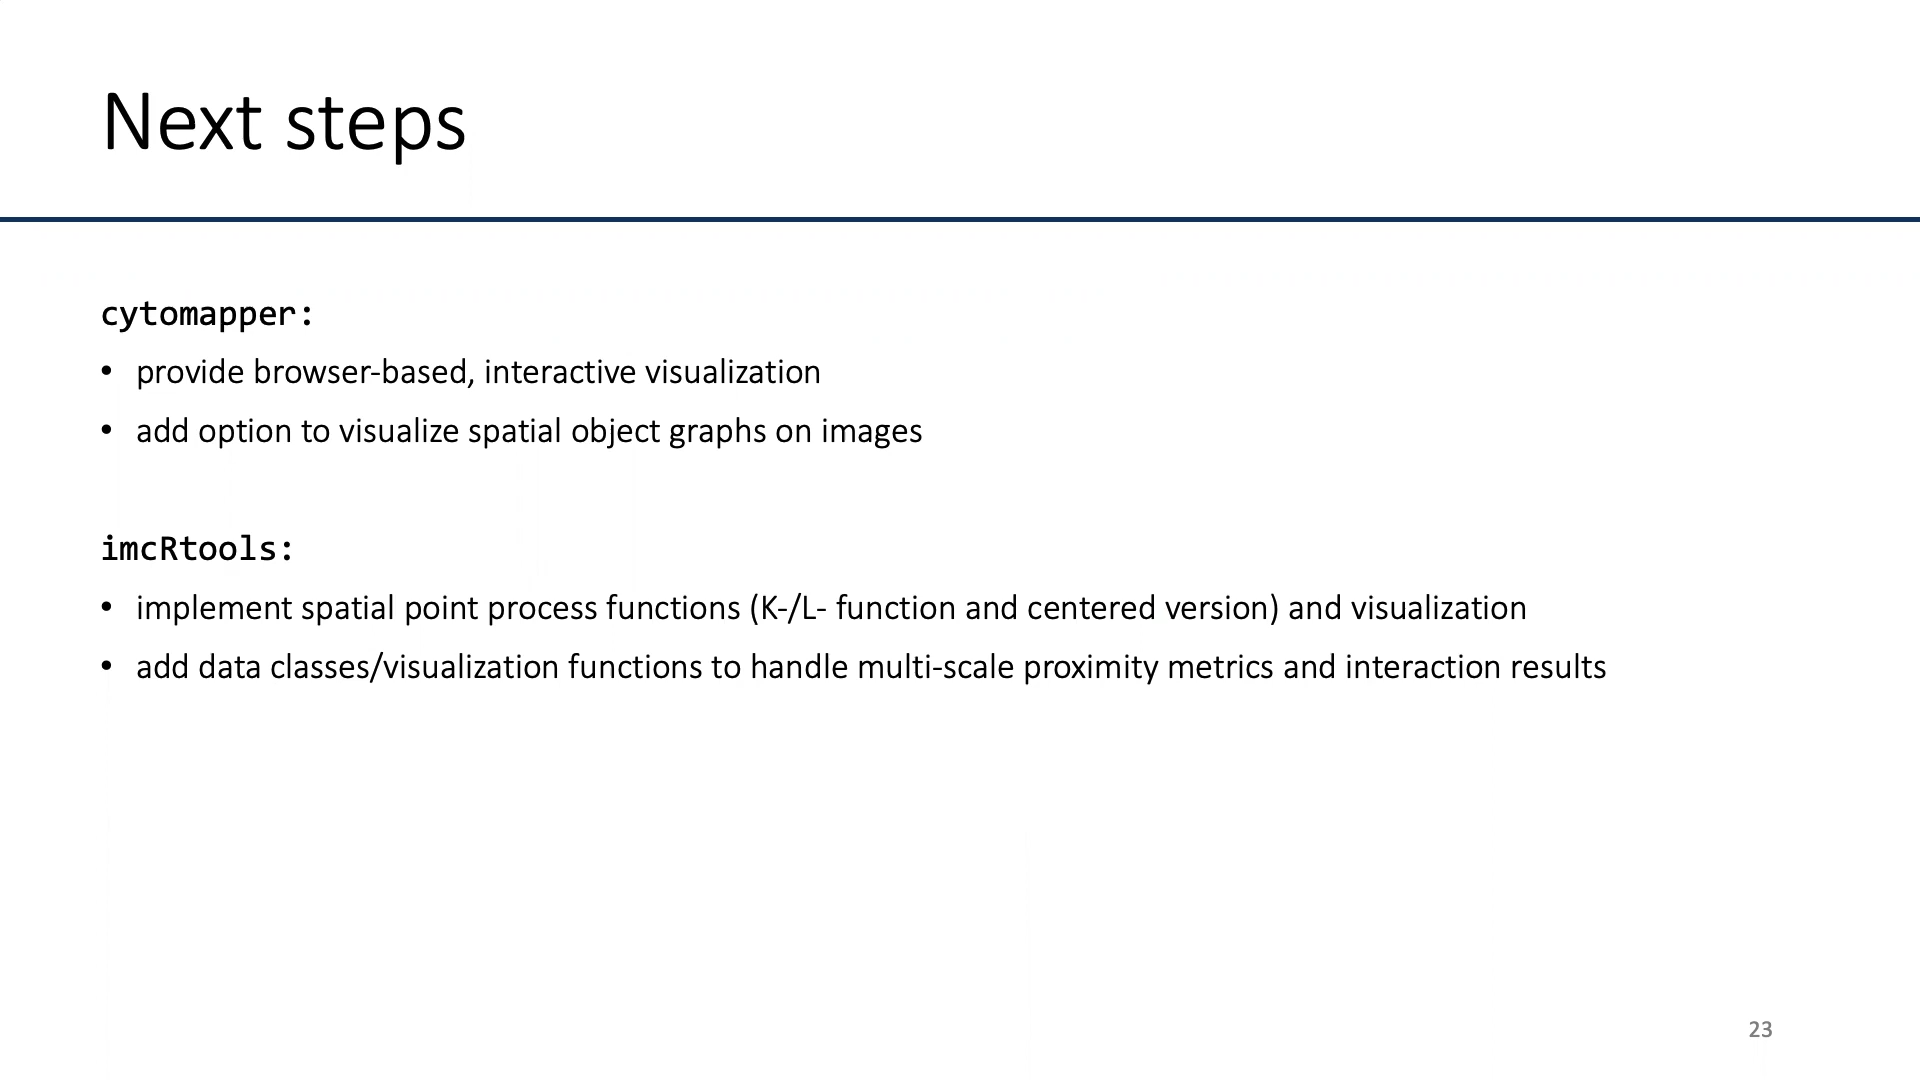 Next steps
cytomapper:
• provide browser-based, interactive visualization
• add option to visualize spatial object graphs on images
imcRtools:
• implement spatial point process functions (K-/L- function and centered version) and visualization
• add data classes/visualization functions to handle multi-scale proximity metrics and interaction results
23